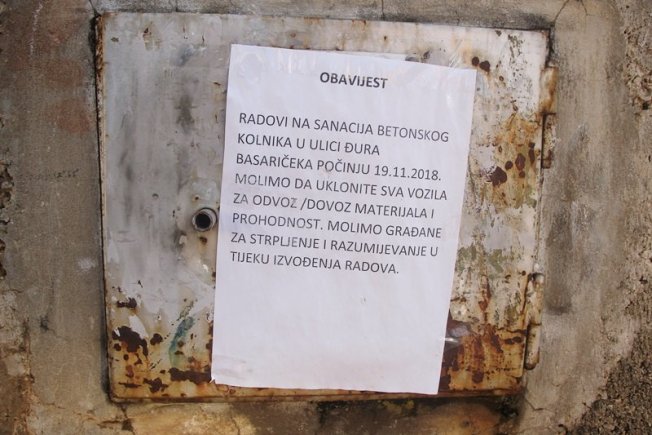 OBAVIJEST
RADOVI NA SANACIJA BETONSKOG
KOLNIKA U ULICI ĐURA
BASARIČEKA POČINJU 19.11.2018.
MOLIMO DA UKLONITE SVA VOZILA
ZA ODVOZ /DOVOZ MATERIJALA I
PROHODNOST. MOLIMO GRAĐANE
ZA STRPLJENJE I RAZUMIJEVANJE U
TIJEKU IZVOĐENJA RADOVA.